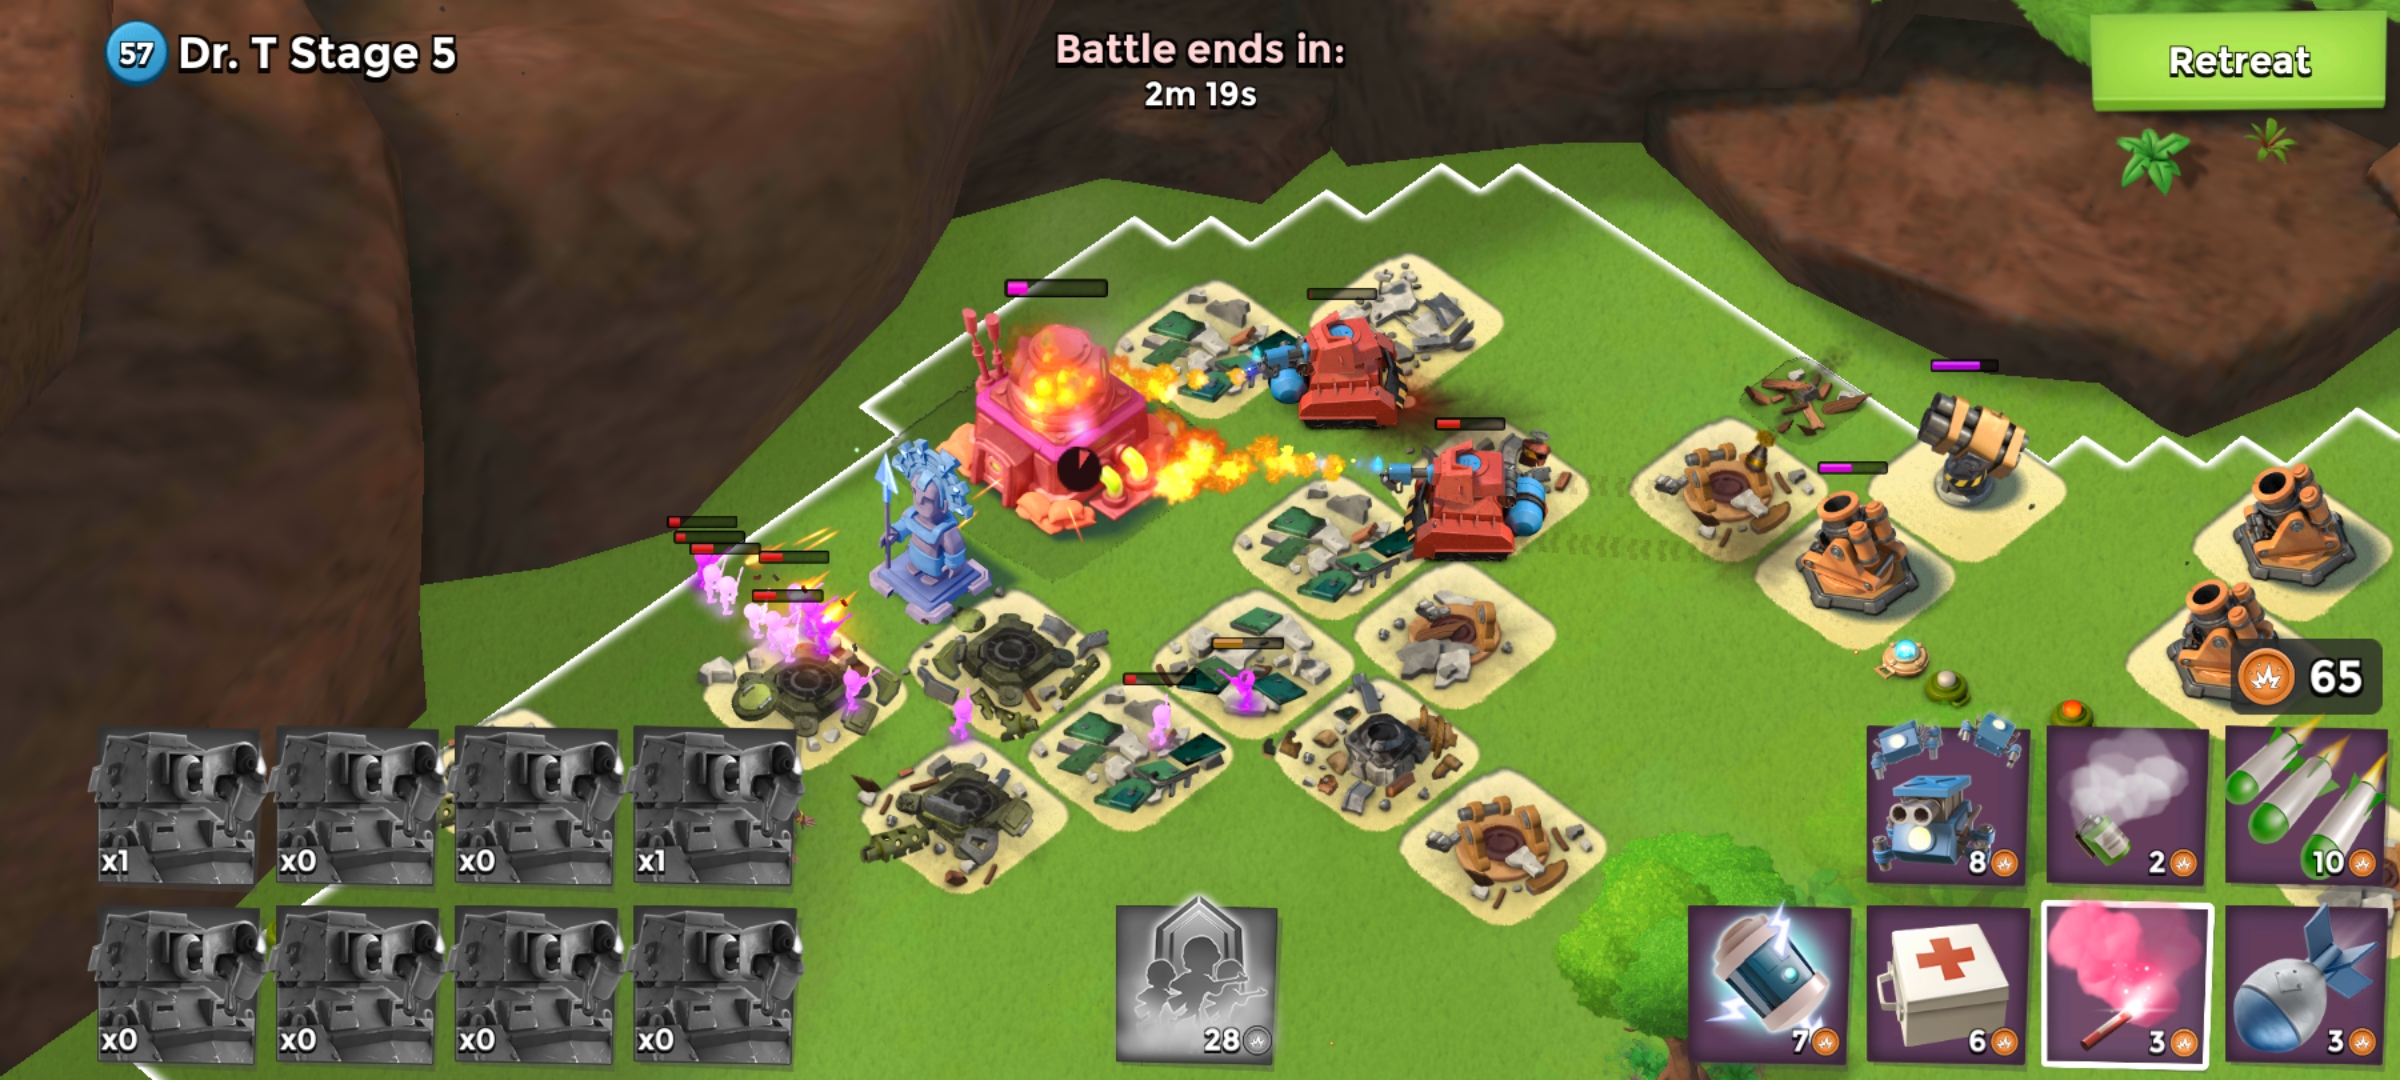 57 Dr. T Stage 5
Battle ends in:
2m 19s
Retreat
65
8
2
10
x1
x0
x0
x1
x0
x0
x0
x0
28
7
6
3
3